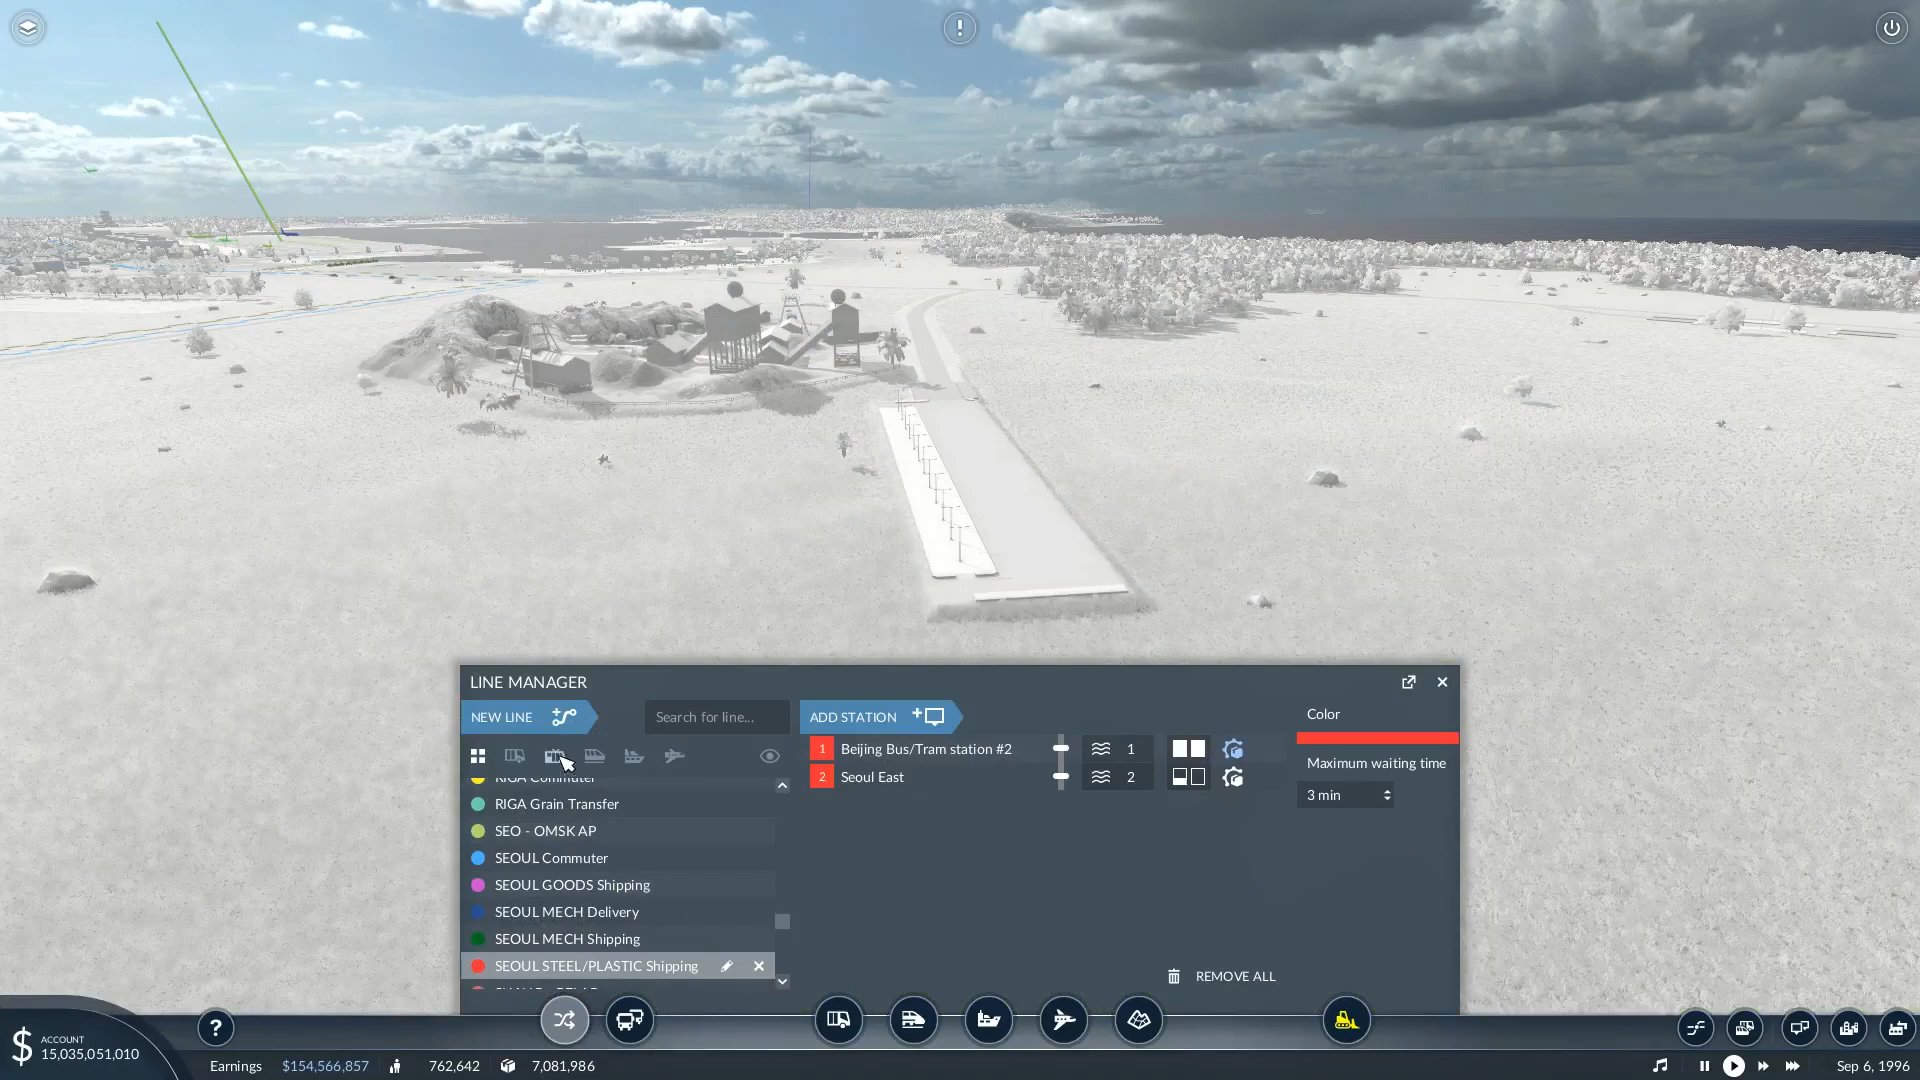 LINE MANAGER
NEW LINE
Search for line...
ADD STATION
Color
1 Beijing Bus/Tram station #2 1
Maximum waiting time
2 Seoul East 2
3 min
RIGA Commuter
RIGA Grain Transfer
SEO - OMSK AP
SEOUL Commuter
SEOUL GOODS Shipping
SEOUL MECH Delivery
SEOUL MECH Shipping
SEOUL STEEL/PLASTIC Shipping
REMOVE ALL
?
$ ACCOUNT
15,035,051,010
Earnings $154,566,857 762,642 7,081,986
Sep 6, 1996